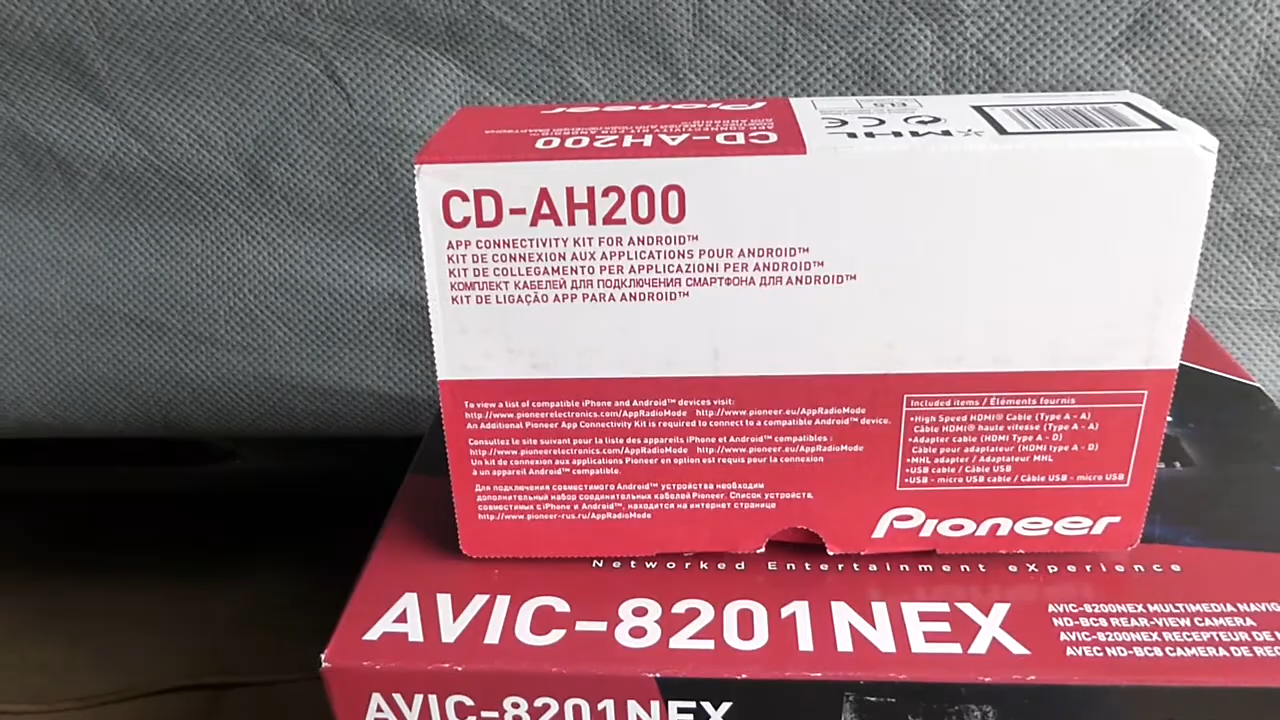 Pioneer
CD-AH200
APP CONNECTIVITY KIT FOR ANDROID™
MHL
CE
CD-AH200
APP CONNECTIVITY KIT FOR ANDROID™
KIT DE CONNEXION AUX APPLICATIONS POUR ANDROID™
KIT DE COLLEGAMENTO PER APPLICAZIONI PER ANDROID™
КОМПЛЕКТ КАБЕЛЕЙ ДЛЯ ПОДКЛЮЧЕНИЯ СМАРТФОНА ДЛЯ ANDROID™
KIT DE LIGAÇÃO APP PARA ANDROID™
To view a list of compatible iPhone and Android™ devices visit:
http://www.pioneerelectronics.com/AppRadioMode http://www.pioneer.eu/AppRadioMode
An Additional Pioneer App Connectivity Kit is required to connect to a compatible Android™ device.
Consultez le site suivant pour la liste des appareils iPhone et Android™ compatibles :
http://www.pioneerelectronics.com/AppRadioMode http://www.pioneer.eu/AppRadioMode
Un kit de connexion aux applications Pioneer en option est requis pour la connexion
à un appareil Android™ compatible.
Для подключения совместимого Android™ устройства необходим
дополнительный набор соединительных кабелей Pioneer. Список устройств,
совместимых с iPhone и Android™, находится на интернет странице
http://www.pioneer-rus.ru/AppRadioMode
Included items / Éléments fournis
•High Speed HDMI® Cable (Type A - A)
Câble HDMI® haute vitesse (Type A - A)
•Adapter cable (HDMI Type A - D)
Câble pour adaptateur (HDMI type A - D)
•MHL adapter / Adaptateur MHL
•USB cable / Câble USB
•USB - micro USB cable / Câble USB - micro USB
Pioneer
Networked Entertainment eXperience
AVIC-8201NEX
AVIC-8200NEX MULTIMEDIA NAVIG
ND-BC8 REAR-VIEW CAMERA
AVIC-8200NEX RECEPTEUR DE
AVEC ND-BC8 CAMERA DE REC
AVIC-8201NEX